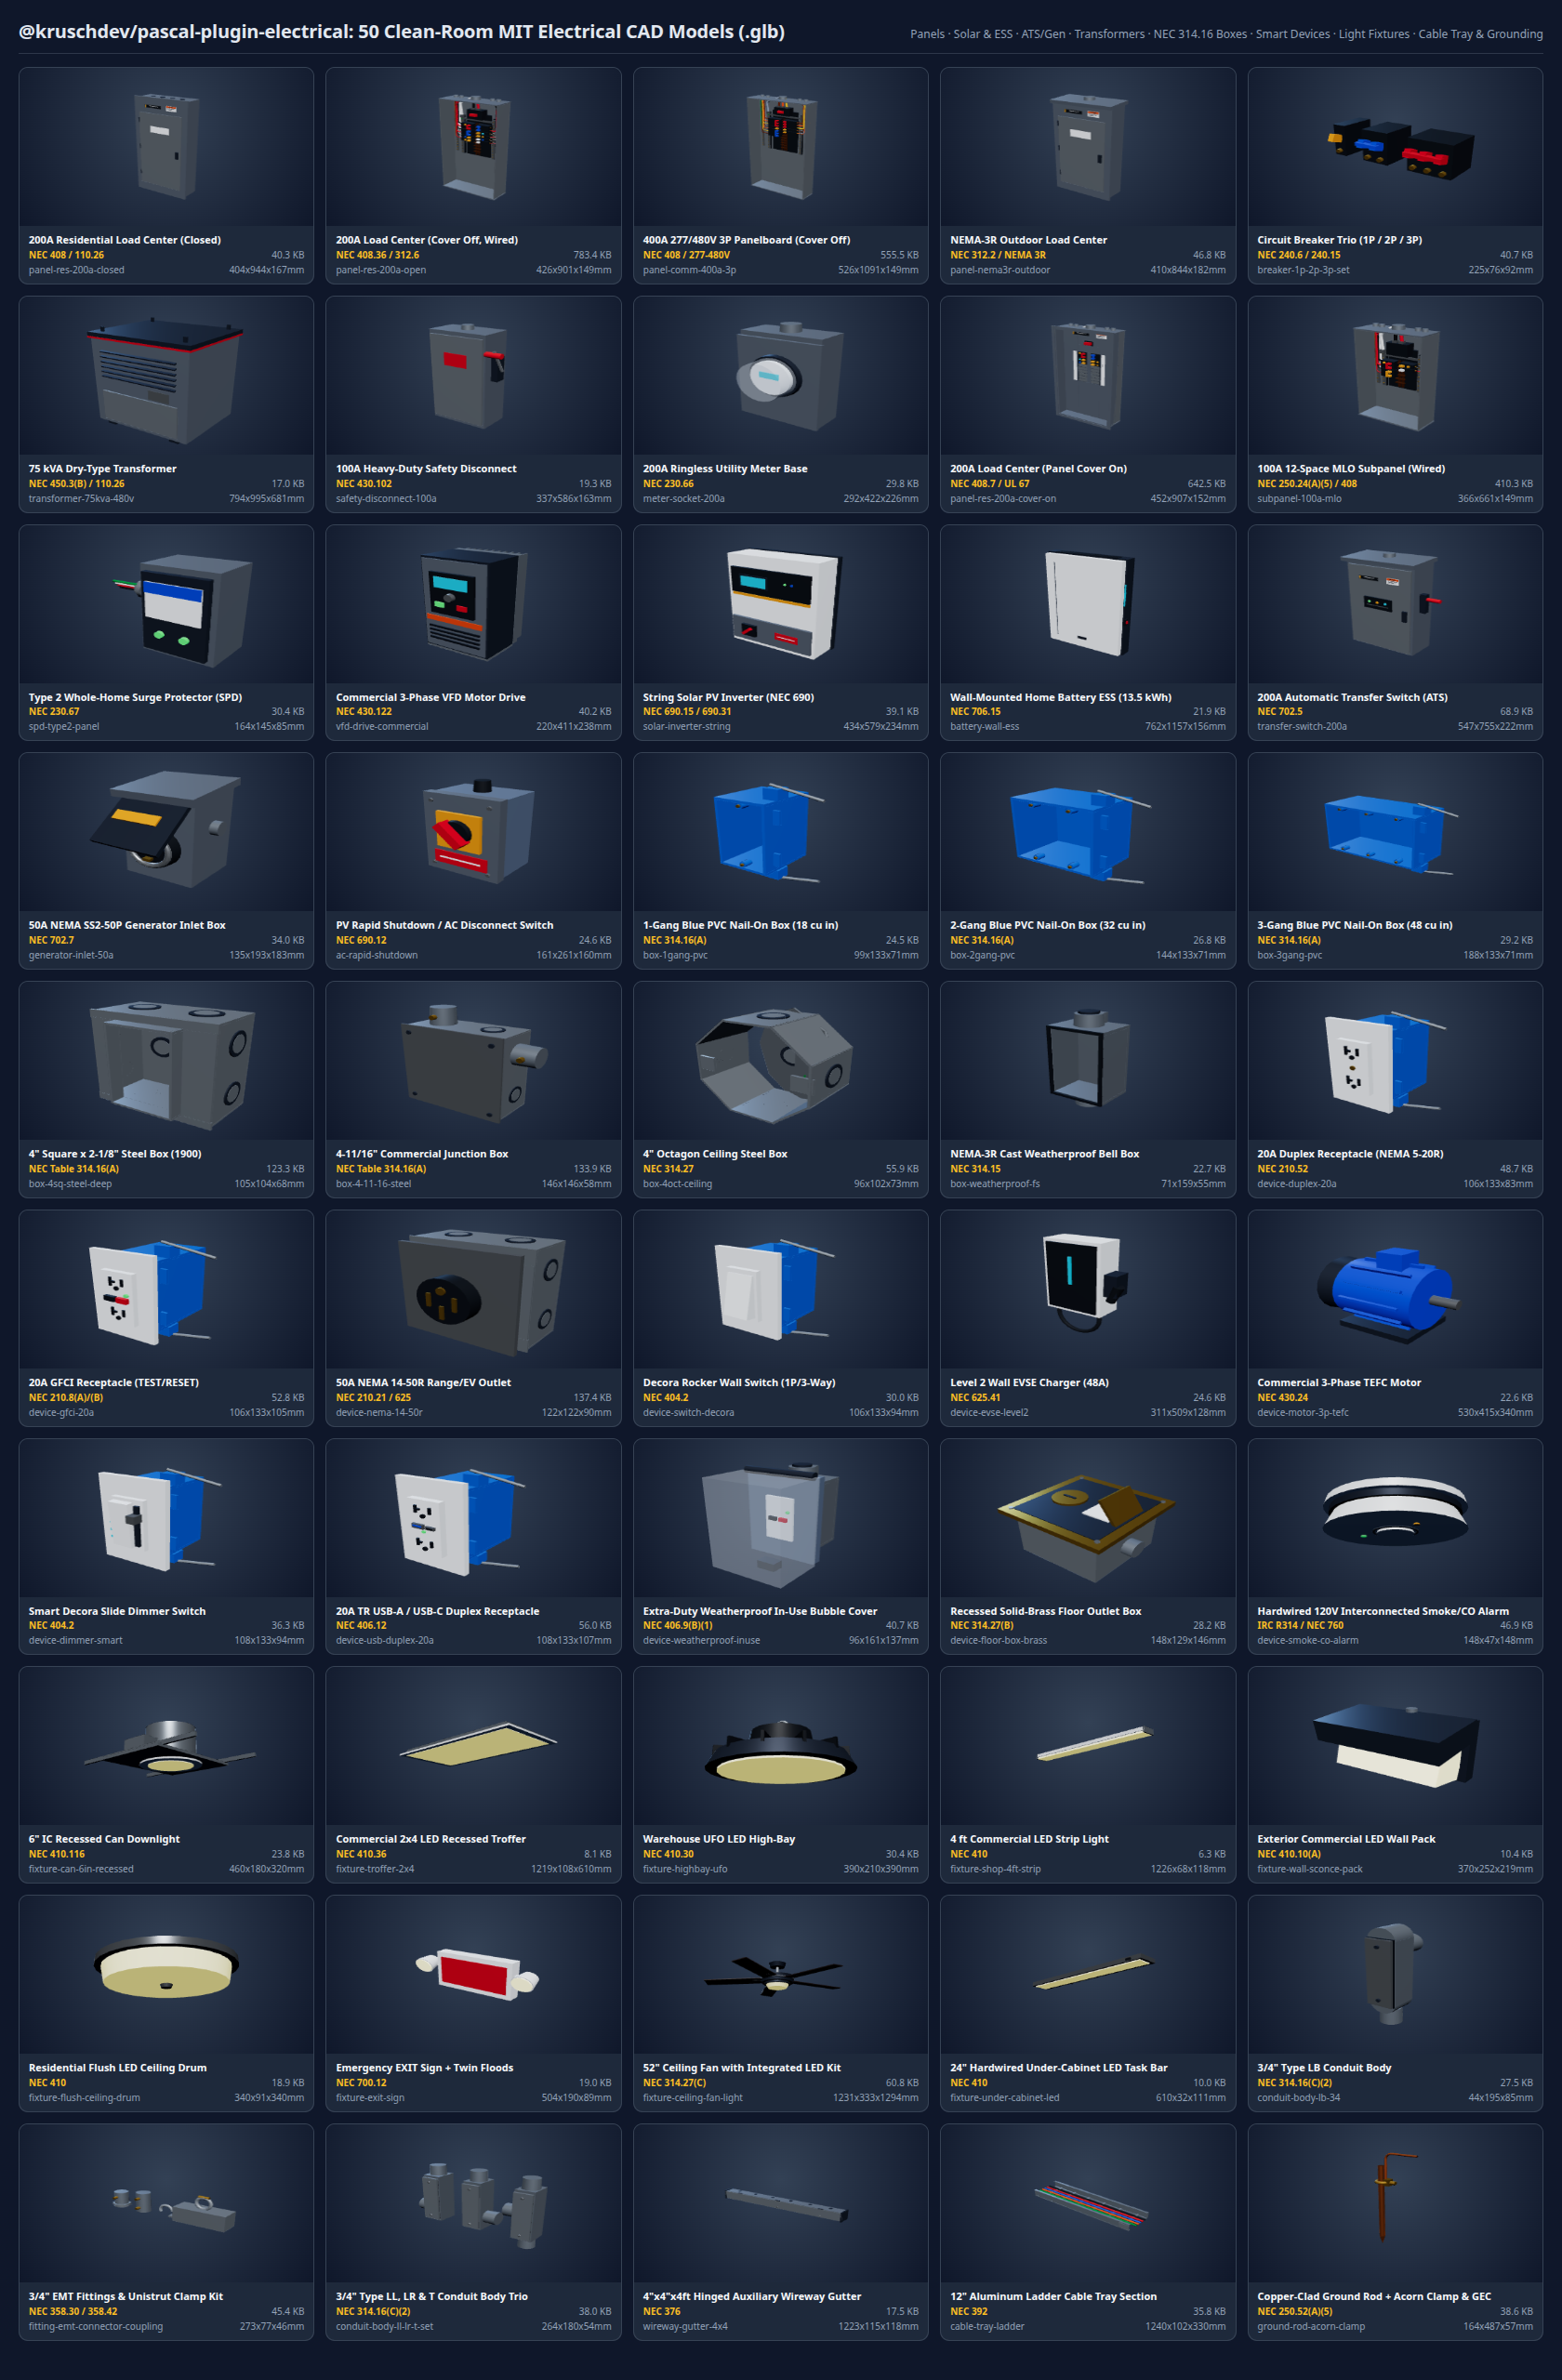 @kruschdev/pascal-plugin-electrical: 50 Clean-Room MIT Electrical CAD Models (.glb)
Panels · Solar & ESS · ATS/Gen · Transformers · NEC 314.16 Boxes · Smart Devices · Light Fixtures · Cable Tray & Grounding
200A Residential Load Center (Closed)
NEC 408 / 110.26 40.3 KB
panel-res-200a-closed 404x944x167mm
200A Load Center (Cover Off, Wired)
NEC 408.36 / 312.6 783.4 KB
panel-res-200a-open 426x901x149mm
400A 277/480V 3P Panelboard (Cover Off)
NEC 408 / 277-480V 555.5 KB
panel-comm-400a-3p 526x1091x149mm
NEMA-3R Outdoor Load Center
NEC 312.2 / NEMA 3R 46.8 KB
panel-nema3r-outdoor 410x844x182mm
Circuit Breaker Trio (1P / 2P / 3P)
NEC 240.6 / 240.15 40.7 KB
breaker-1p-2p-3p-set 225x76x92mm
75 kVA Dry-Type Transformer
NEC 450.3(B) / 110.26 17.0 KB
transformer-75kva-480v 794x995x681mm
100A Heavy-Duty Safety Disconnect
NEC 430.102 19.3 KB
safety-disconnect-100a 337x586x163mm
200A Ringless Utility Meter Base
NEC 230.66 29.8 KB
meter-socket-200a 292x422x226mm
200A Load Center (Panel Cover On)
NEC 408.7 / UL 67 642.5 KB
panel-res-200a-cover-on 452x907x152mm
100A 12-Space MLO Subpanel (Wired)
NEC 250.24(A)(5) / 408 410.3 KB
subpanel-100a-mlo 366x661x149mm
Type 2 Whole-Home Surge Protector (SPD)
NEC 230.67 30.4 KB
spd-type2-panel 164x145x85mm
Commercial 3-Phase VFD Motor Drive
NEC 430.122 40.2 KB
vfd-drive-commercial 220x411x238mm
String Solar PV Inverter (NEC 690)
NEC 690.15 / 690.31 39.1 KB
solar-inverter-string 434x579x234mm
Wall-Mounted Home Battery ESS (13.5 kWh)
NEC 706.15 21.9 KB
battery-wall-ess 762x1157x156mm
200A Automatic Transfer Switch (ATS)
NEC 702.5 68.9 KB
transfer-switch-200a 547x755x222mm
50A NEMA SS2-50P Generator Inlet Box
NEC 702.7 34.0 KB
generator-inlet-50a 135x193x183mm
PV Rapid Shutdown / AC Disconnect Switch
NEC 690.12 24.6 KB
ac-rapid-shutdown 161x261x160mm
1-Gang Blue PVC Nail-On Box (18 cu in)
NEC 314.16(A) 24.5 KB
box-1gang-pvc 99x133x71mm
2-Gang Blue PVC Nail-On Box (32 cu in)
NEC 314.16(A) 26.8 KB
box-2gang-pvc 144x133x71mm
3-Gang Blue PVC Nail-On Box (48 cu in)
NEC 314.16(A) 29.2 KB
box-3gang-pvc 188x133x71mm
4" Square x 2-1/8" Steel Box (1900)
NEC Table 314.16(A) 123.3 KB
box-4sq-steel-deep 105x104x68mm
4-11/16" Commercial Junction Box
NEC Table 314.16(A) 133.9 KB
box-4-11-16-steel 146x146x58mm
4" Octagon Ceiling Steel Box
NEC 314.27 55.9 KB
box-4oct-ceiling 96x102x73mm
NEMA-3R Cast Weatherproof Bell Box
NEC 314.15 22.7 KB
box-weatherproof-fs 71x159x55mm
20A Duplex Receptacle (NEMA 5-20R)
NEC 210.52 48.7 KB
device-duplex-20a 106x133x83mm
20A GFCI Receptacle (TEST/RESET)
NEC 210.8(A)/(B) 52.8 KB
device-gfci-20a 106x133x105mm
50A NEMA 14-50R Range/EV Outlet
NEC 210.21 / 625 137.4 KB
device-nema-14-50r 122x122x90mm
Decora Rocker Wall Switch (1P/3-Way)
NEC 404.2 30.0 KB
device-switch-decora 106x133x94mm
Level 2 Wall EVSE Charger (48A)
NEC 625.41 24.6 KB
device-evse-level2 311x509x128mm
Commercial 3-Phase TEFC Motor
NEC 430.24 22.6 KB
device-motor-3p-tefc 530x415x340mm
Smart Decora Slide Dimmer Switch
NEC 404.2 36.3 KB
device-dimmer-smart 108x133x94mm
20A TR USB-A / USB-C Duplex Receptacle
NEC 406.12 56.0 KB
device-usb-duplex-20a 108x133x107mm
Extra-Duty Weatherproof In-Use Bubble Cover
NEC 406.9(B)(1) 40.7 KB
device-weatherproof-inuse 96x161x137mm
Recessed Solid-Brass Floor Outlet Box
NEC 314.27(B) 28.2 KB
device-floor-box-brass 148x129x146mm
Hardwired 120V Interconnected Smoke/CO Alarm
IRC R314 / NEC 760 46.9 KB
device-smoke-co-alarm 148x47x148mm
6" IC Recessed Can Downlight
NEC 410.116 23.8 KB
fixture-can-6in-recessed 460x180x320mm
Commercial 2x4 LED Recessed Troffer
NEC 410.36 8.1 KB
fixture-troffer-2x4 1219x108x610mm
Warehouse UFO LED High-Bay
NEC 410.30 30.4 KB
fixture-highbay-ufo 390x210x390mm
4 ft Commercial LED Strip Light
NEC 410 6.3 KB
fixture-shop-4ft-strip 1226x68x118mm
Exterior Commercial LED Wall Pack
NEC 410.10(A) 10.4 KB
fixture-wall-sconce-pack 370x252x219mm
Residential Flush LED Ceiling Drum
NEC 410 18.9 KB
fixture-flush-ceiling-drum 340x91x340mm
Emergency EXIT Sign + Twin Floods
NEC 700.12 19.0 KB
fixture-exit-sign 504x190x89mm
52" Ceiling Fan with Integrated LED Kit
NEC 314.27(C) 60.8 KB
fixture-ceiling-fan-light 1231x333x1294mm
24" Hardwired Under-Cabinet LED Task Bar
NEC 410 10.0 KB
fixture-under-cabinet-led 610x32x111mm
3/4" Type LB Conduit Body
NEC 314.16(C)(2) 27.5 KB
conduit-body-lb-34 44x195x85mm
3/4" EMT Fittings & Unistrut Clamp Kit
NEC 358.30 / 358.42 45.4 KB
fitting-emt-connector-coupling 273x77x46mm
3/4" Type LL, LR & T Conduit Body Trio
NEC 314.16(C)(2) 38.0 KB
conduit-body-ll-lr-t-set 264x180x54mm
4"x4"x4ft Hinged Auxiliary Wireway Gutter
NEC 376 17.5 KB
wireway-gutter-4x4 1223x115x118mm
12" Aluminum Ladder Cable Tray Section
NEC 392 35.8 KB
cable-tray-ladder 1240x102x330mm
Copper-Clad Ground Rod + Acorn Clamp & GEC
NEC 250.52(A)(5) 38.6 KB
ground-rod-acorn-clamp 164x487x57mm